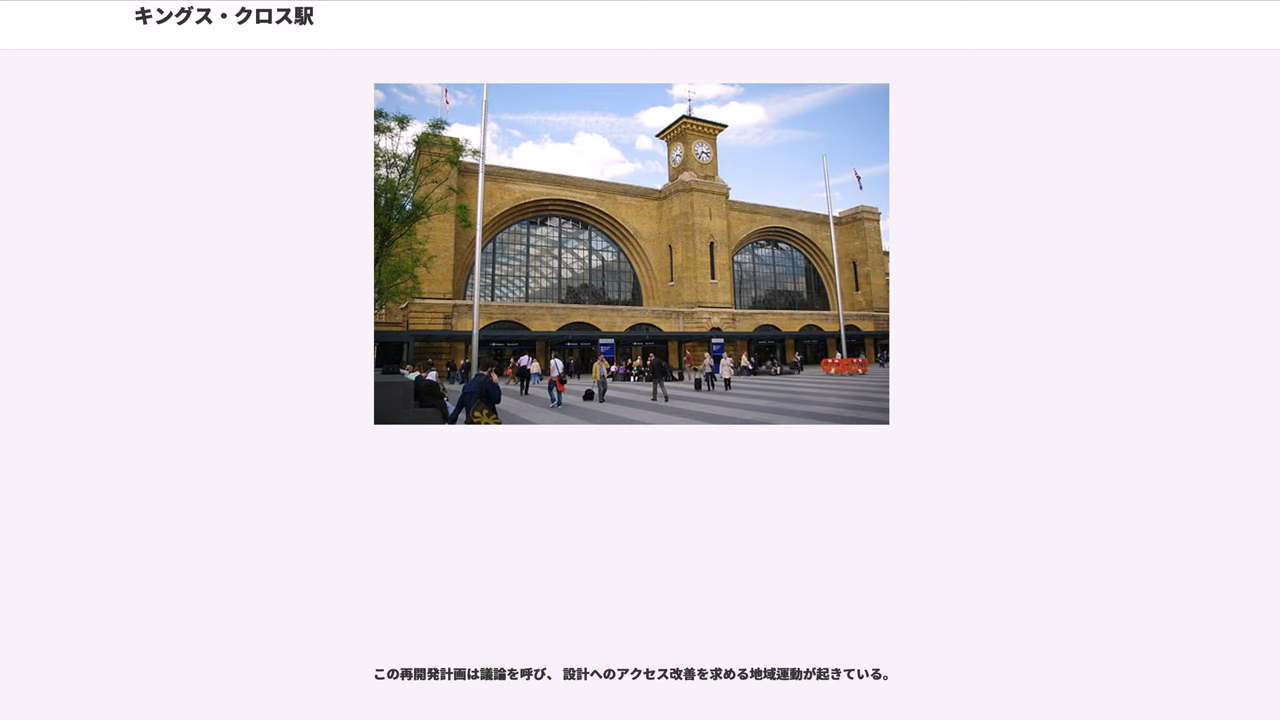 キングス・クロス駅
この再開発計画は議論を呼び、 設計へのアクセス改善を求める地域運動が起きている。